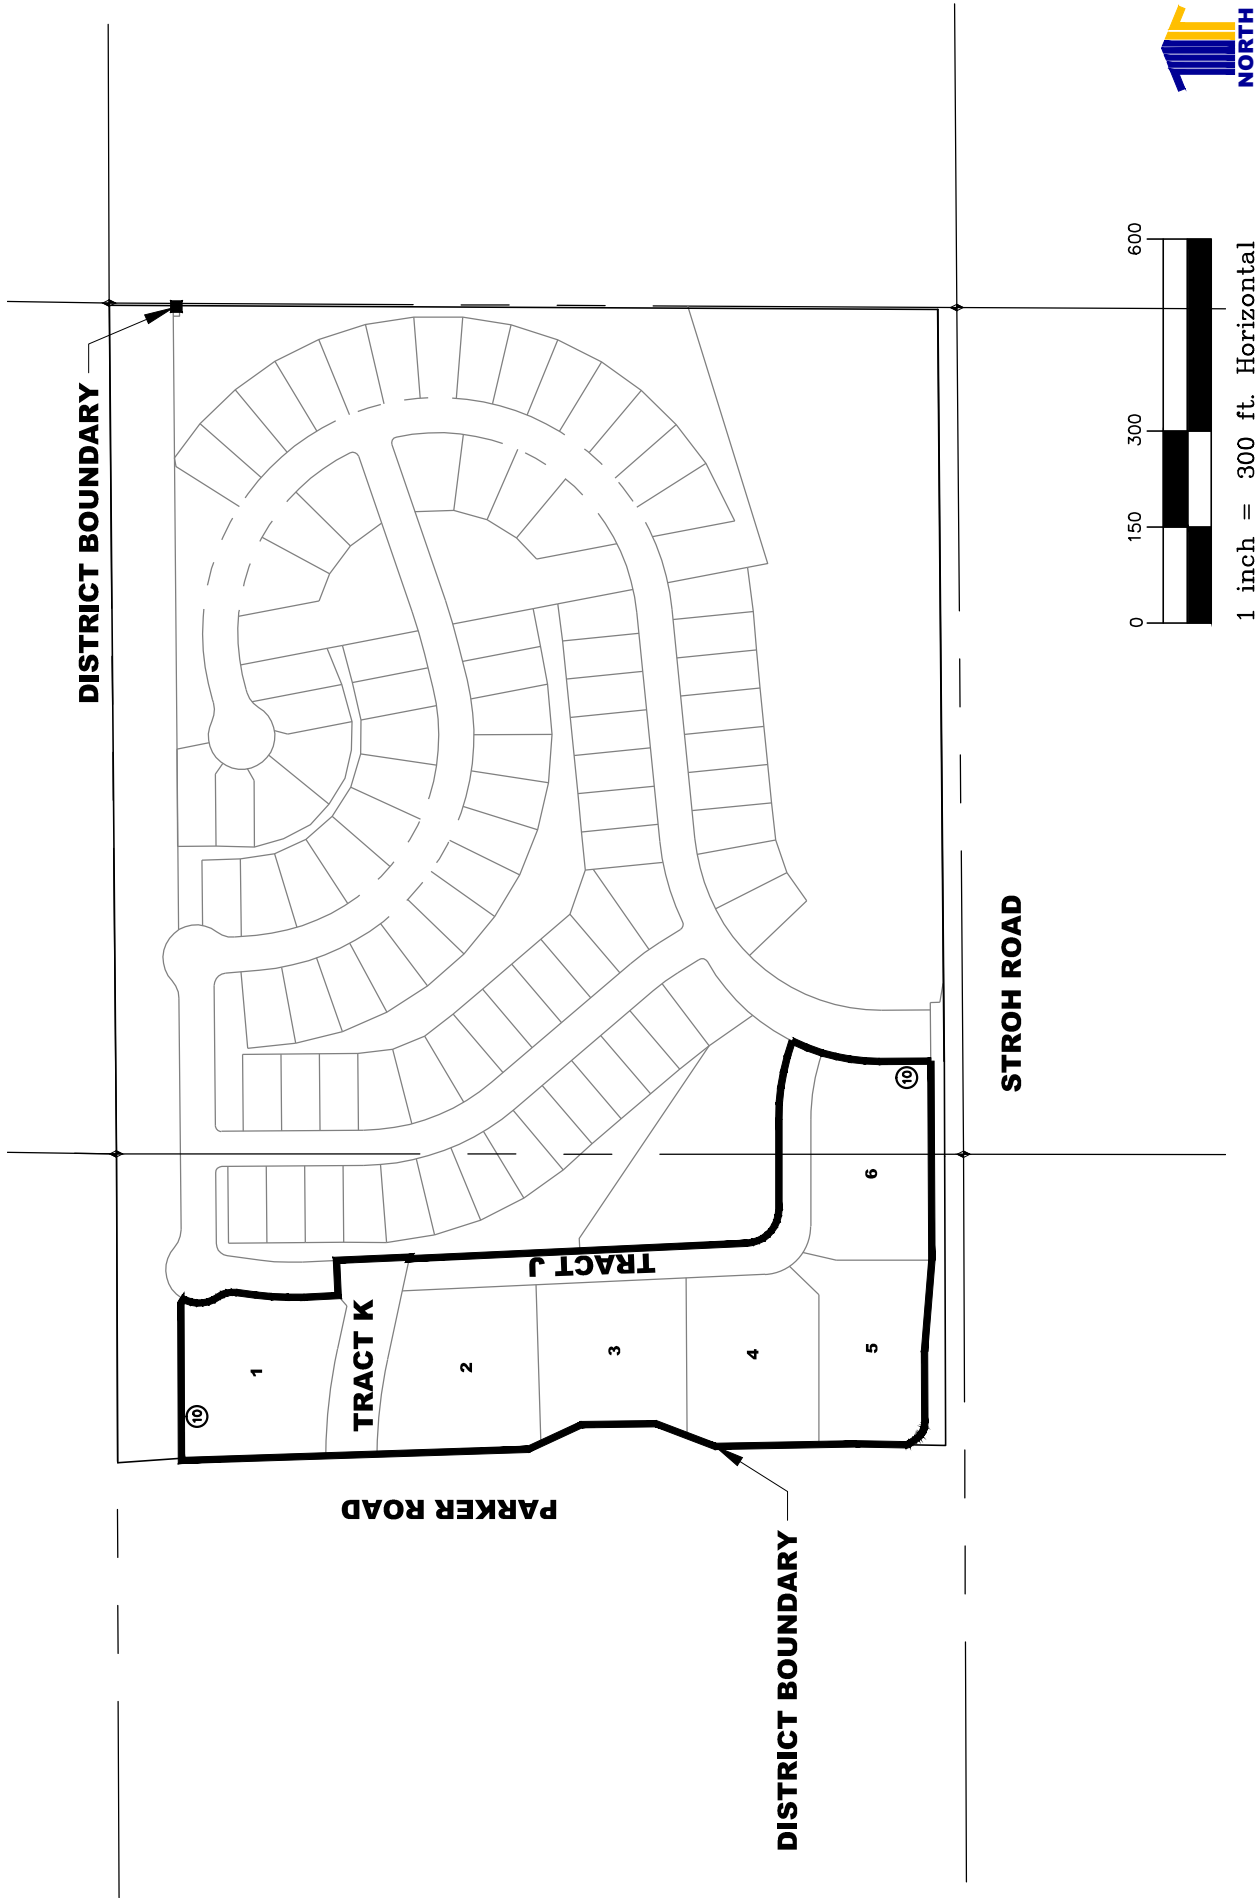 NORTH
DISTRICT BOUNDARY
0
150
300
600
1 inch = 300 ft. Horizontal
STROH ROAD
10
6
TRACT J
TRACT K
1
2
3
4
5
10
PARKER ROAD
DISTRICT BOUNDARY